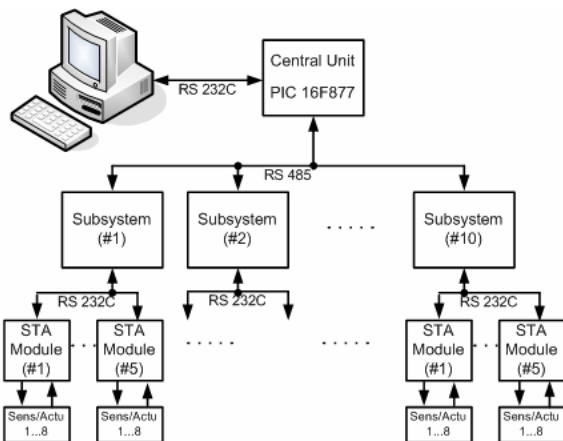 Central Unit
PIC 16F877
RS 232C
RS 485
Subsystem
(#1)
Subsystem
(#2)
. . . . .
Subsystem
(#10)
RS 232C
RS 232C
RS 232C
STA
Module
(#1)
. . .
STA
Module
(#5)
. . . . .
. . . . .
STA
Module
(#1)
. . .
STA
Module
(#5)
Sens/Actu
1...8
Sens/Actu
1...8
Sens/Actu
1...8
Sens/Actu
1...8